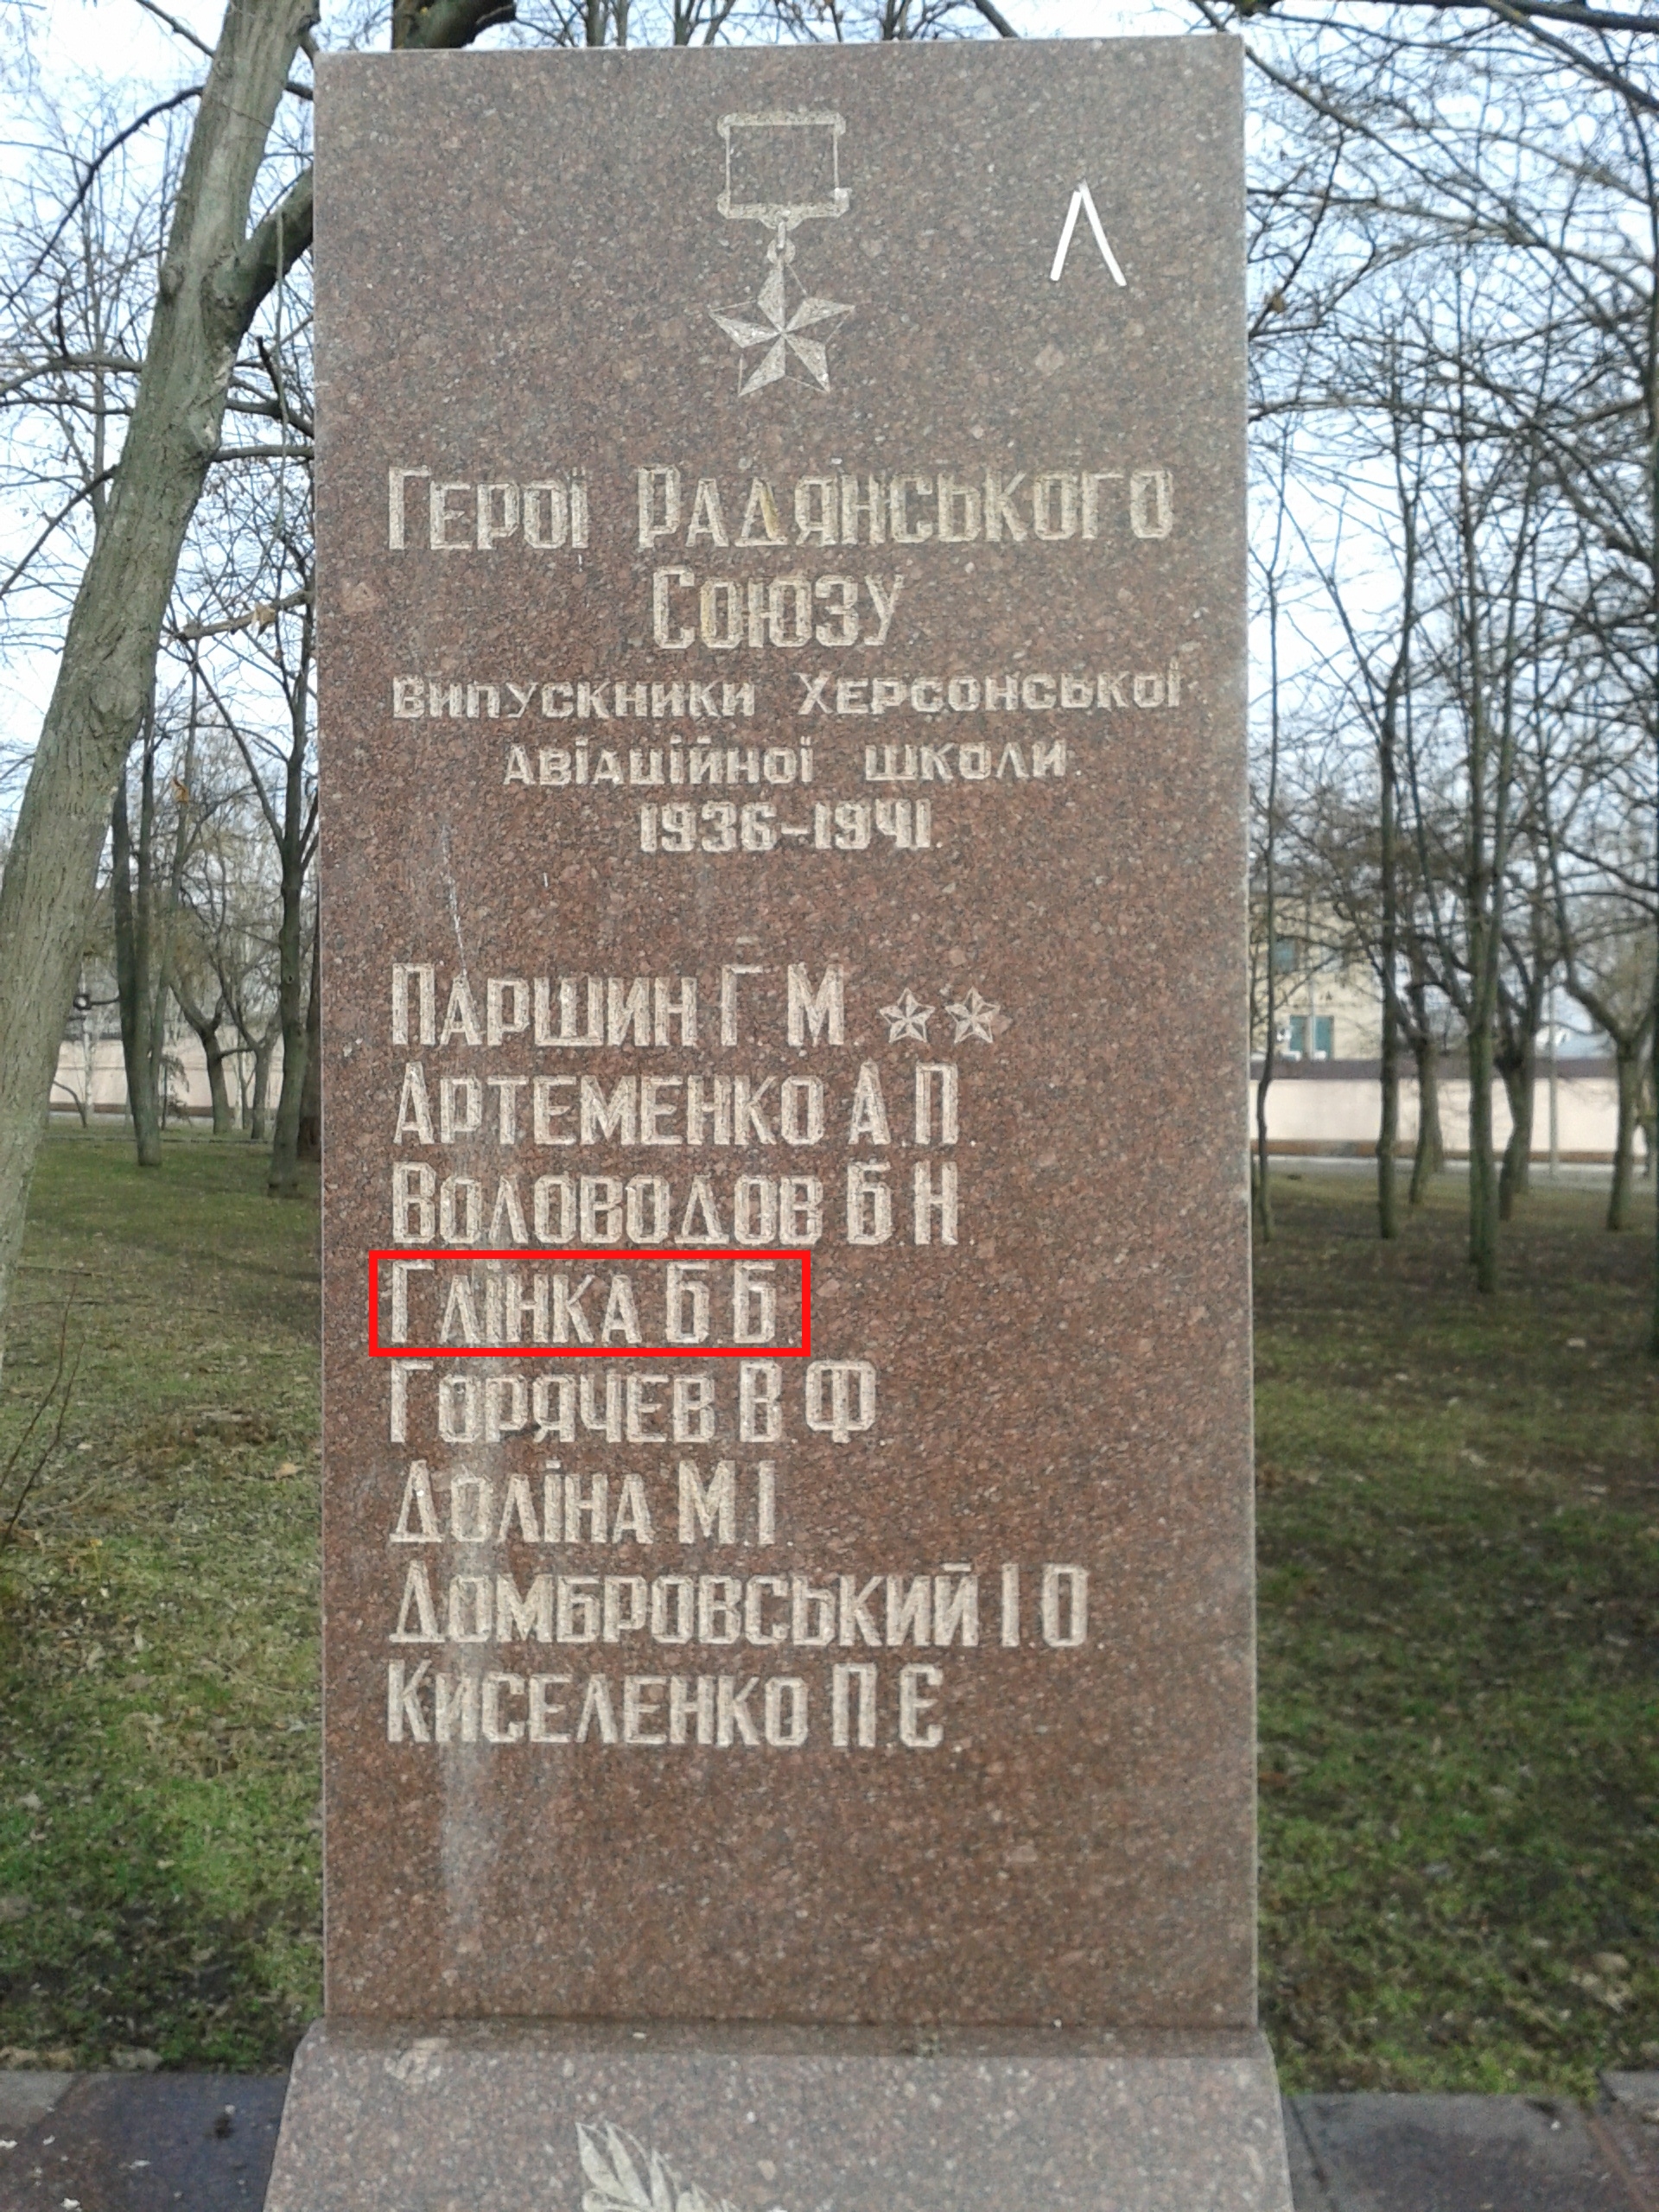 Λ
Герої Радянського
Союзу
випускники Херсонської
авіаційної школи
1936-1941.
Паршин Г. М.
Артеменко А. П.
Воловодов Б. Н.
Глінка Б. Б.
Горячев В. Ф.
Доліна М. І.
Домбровський І. О.
Киселенко П. Є.